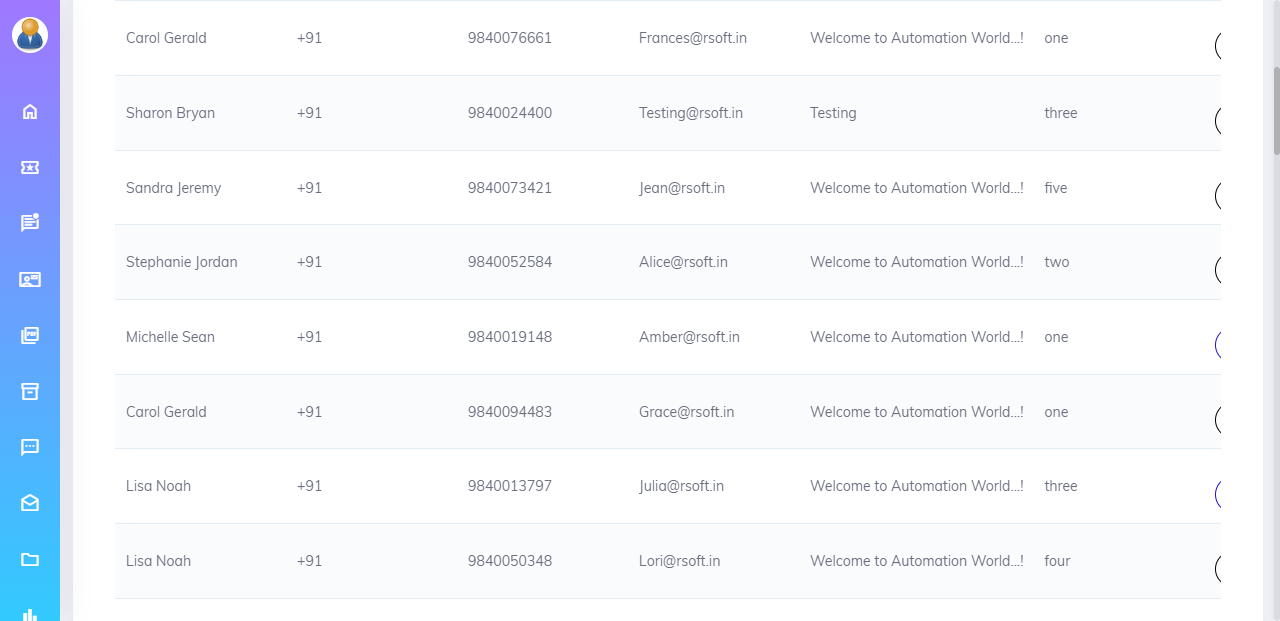 Carol Gerald +91 9840076661 Frances@rsoft.in Welcome to Automation World...! one
Sharon Bryan +91 9840024400 Testing@rsoft.in Testing three
Sandra Jeremy +91 9840073421 Jean@rsoft.in Welcome to Automation World...! five
Stephanie Jordan +91 9840052584 Alice@rsoft.in Welcome to Automation World...! two
Michelle Sean +91 9840019148 Amber@rsoft.in Welcome to Automation World...! one
Carol Gerald +91 9840094483 Grace@rsoft.in Welcome to Automation World...! one
Lisa Noah +91 9840013797 Julia@rsoft.in Welcome to Automation World...! three
Lisa Noah +91 9840050348 Lori@rsoft.in Welcome to Automation World...! four